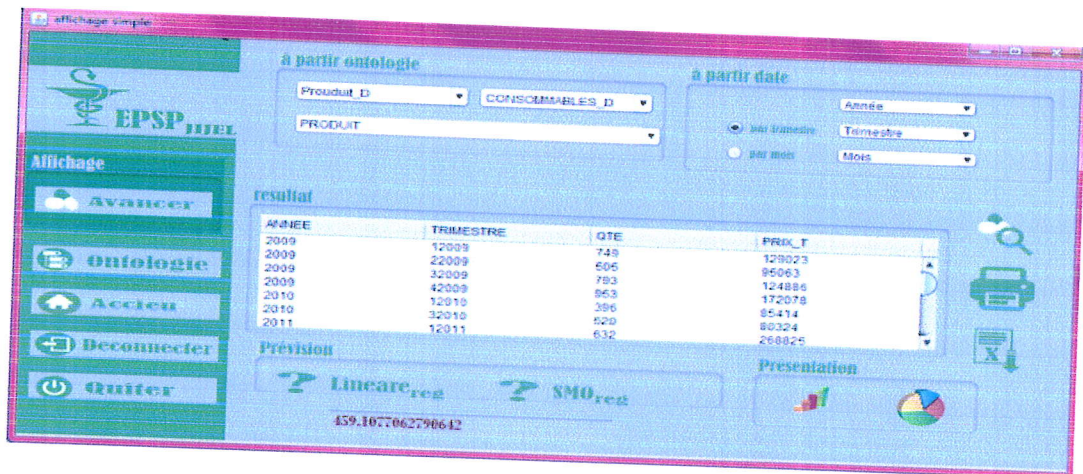 affichage simple
EPSP JIJEL
Affichage
Avancer
ontologie
Accieu
Deconnecter
Quiter
à partir ontologie
Prouduit_D
CONSOMMABLES_D
PRODUIT
à partir date
Année
par trimestre
Trimestre
par mois
Mois
resultat
ANNEE TRIMESTRE QTE PRIX_T
2009 12009 749 129023
2009 22009 505 95063
2009 32009 793 124886
2009 42009 953 172078
2010 12010 396 85414
2010 32010 520 80324
2011 12011 632 268825
Prévision
Lineare reg
SMO reg
459.1077062790642
Presentation